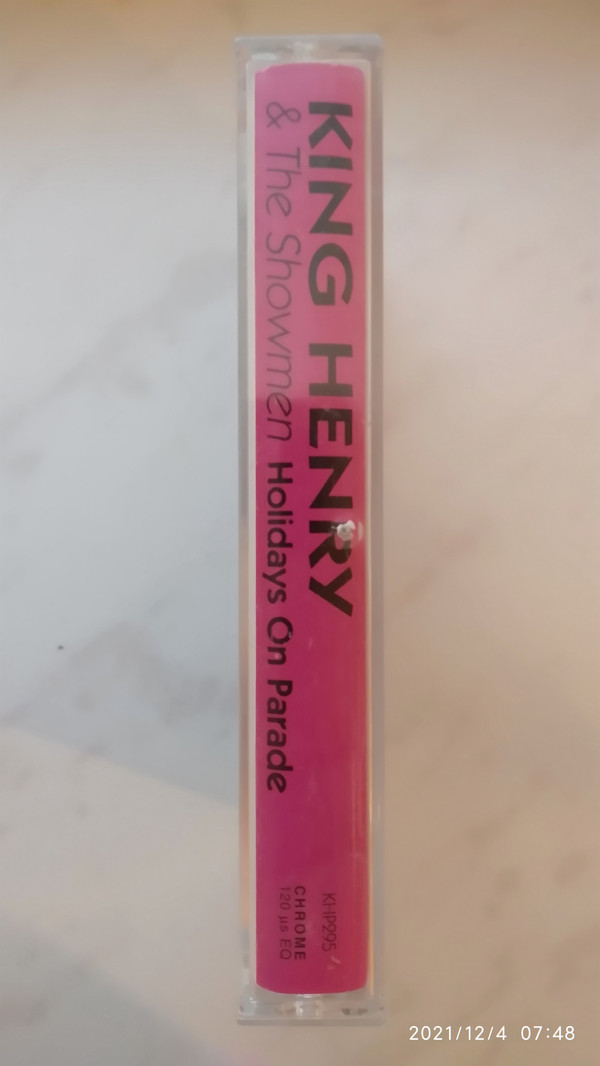 KING HENRY
& The Showmen Holidays On Parade
KHP295
CHROME
120 µs EQ
2021/12/4 07:48